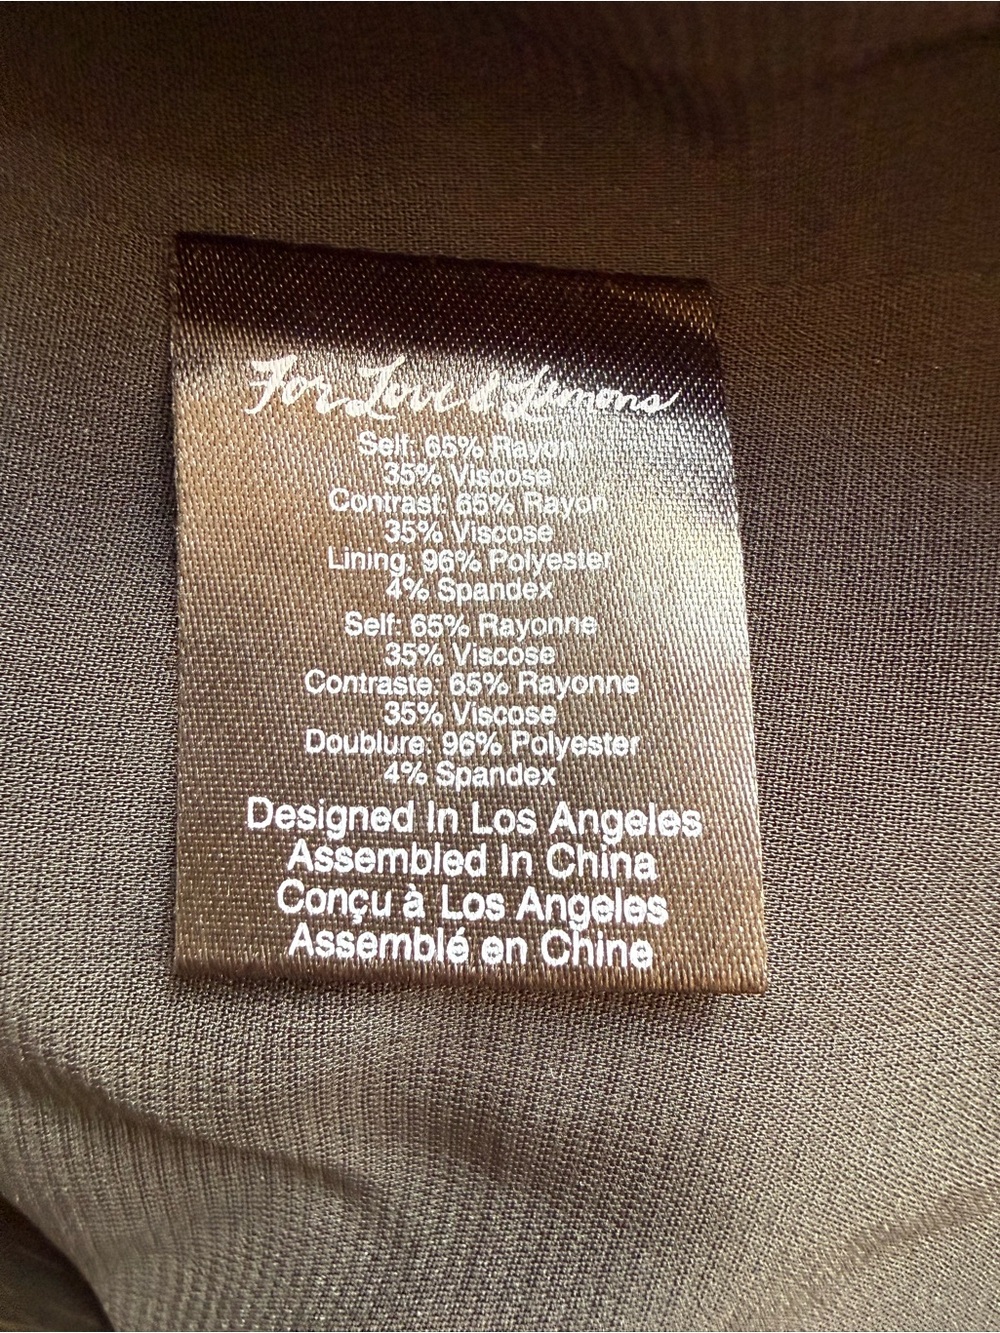 For Love & Lemons
Self: 65% Rayon
35% Viscose
Contrast: 65% Rayon
35% Viscose
Lining: 96% Polyester
4% Spandex
Self: 65% Rayonne
35% Viscose
Contraste: 65% Rayonne
35% Viscose
Doublure: 96% Polyester
4% Spandex
Designed In Los Angeles
Assembled In China
Conçu à Los Angeles
Assemblé en Chine